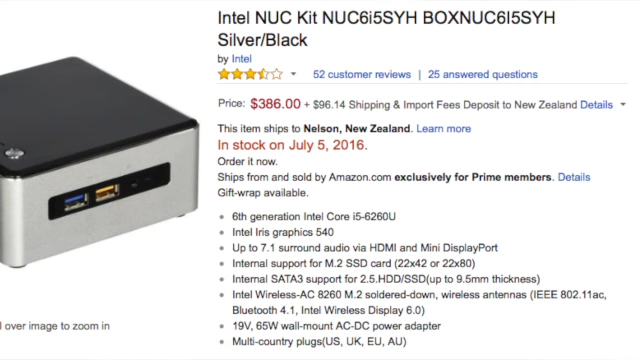 Intel NUC Kit NUC6i5SYH BOXNUC6I5SYH
Silver/Black
by Intel
52 customer reviews | 25 answered questions
Price: $386.00 + $96.14 Shipping & Import Fees Deposit to New Zealand Details
This item ships to Nelson, New Zealand. Learn more
In stock on July 5, 2016.
Order it now.
Ships from and sold by Amazon.com exclusively for Prime members. Details
Gift-wrap available.
• 6th generation Intel Core i5-6260U
• Intel Iris graphics 540
• Up to 7.1 surround audio via HDMI and Mini DisplayPort
• Internal support for M.2 SSD card (22x42 or 22x80)
• Internal SATA3 support for 2.5.HDD/SSD(up to 9.5mm thickness)
• Intel Wireless-AC 8260 M.2 soldered-down, wireless antennas (IEEE 802.11ac,
Bluetooth 4.1, Intel Wireless Display 6.0)
• 19V, 65W wall-mount AC-DC power adapter
• Multi-country plugs(US, UK, EU, AU)
over image to zoom in